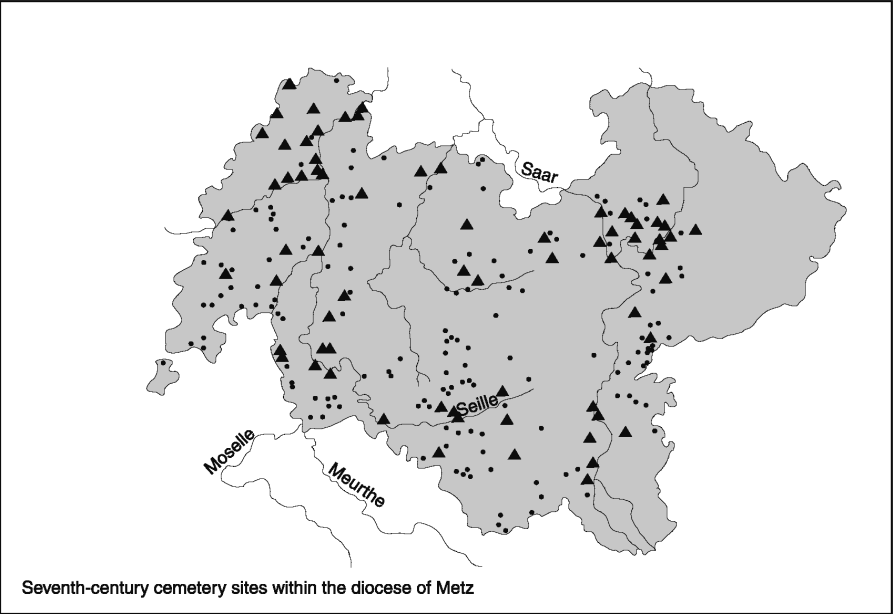 Saar
Seille
Moselle
Meurthe
Seventh-century cemetery sites within the diocese of Metz